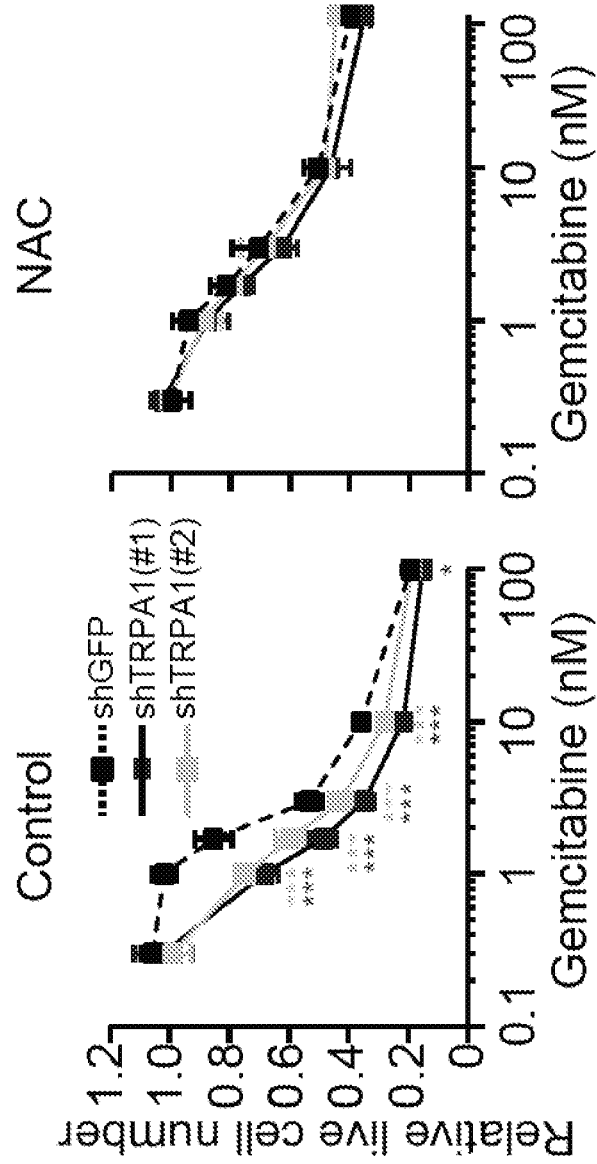 Control
NAC
shGFP
shTRPA1(#1)
shTRPA1(#2)
Relative live cell number
1.2
1.0
0.8
0.6
0.4
0.2
0
***
***
***
***
***
***
***
***
*
0.1 1 10 100
0.1 1 10 100
Gemcitabine (nM)
Gemcitabine (nM)